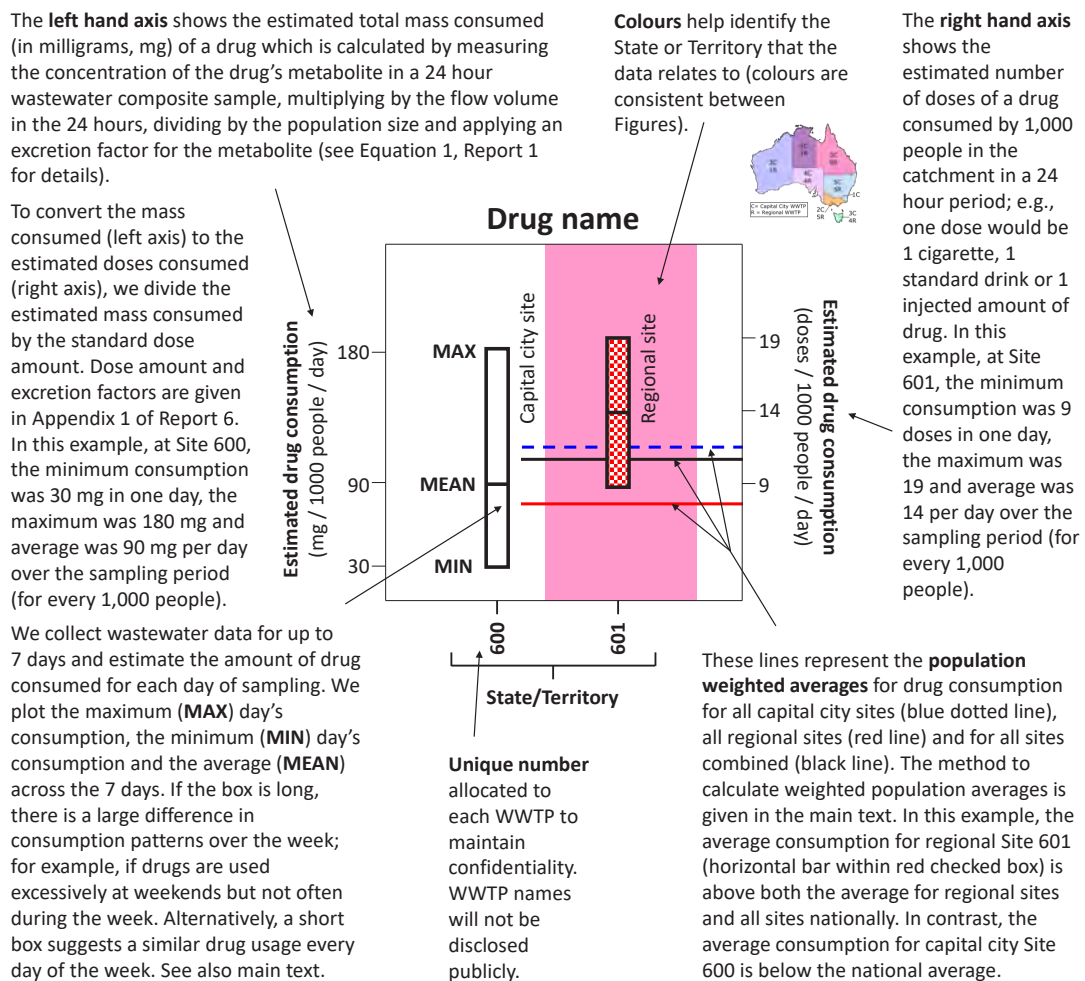 The left hand axis shows the estimated total mass consumed
(in milligrams, mg) of a drug which is calculated by measuring
the concentration of the drug's metabolite in a 24 hour
wastewater composite sample, multiplying by the flow volume
in the 24 hours, dividing by the population size and applying an
excretion factor for the metabolite (see Equation 1, Report 1
for details).
To convert the mass
consumed (left axis) to the
estimated doses consumed
(right axis), we divide the
estimated mass consumed
by the standard dose
amount. Dose amount and
excretion factors are given
in Appendix 1 of Report 6.
In this example, at Site 600,
the minimum consumption
was 30 mg in one day, the
maximum was 180 mg and
average was 90 mg per day
over the sampling period
(for every 1,000 people).
We collect wastewater data for up to
7 days and estimate the amount of drug
consumed for each day of sampling. We
plot the maximum (MAX) day's
consumption, the minimum (MIN) day's
consumption and the average (MEAN)
across the 7 days. If the box is long,
there is a large difference in
consumption patterns over the week;
for example, if drugs are used
excessively at weekends but not often
during the week. Alternatively, a short
box suggests a similar drug usage every
day of the week. See also main text.
Colours help identify the
State or Territory that the
data relates to (colours are
consistent between
Figures).
C= Capital City WWTP
R = Regional WWTP
1C
2C
5R
3C
4R
Drug name
Estimated drug consumption
(mg / 1000 people / day)
180
90
30
MAX
MEAN
MIN
Capital city site
Regional site
19
14
9
Estimated drug consumption
(doses / 1000 people / day)
600
601
State/Territory
Unique number
allocated to
each WWTP to
maintain
confidentiality.
WWTP names
will not be
disclosed
publicly.
The right hand axis
shows the
estimated number
of doses of a drug
consumed by 1,000
people in the
catchment in a 24
hour period; e.g.,
one dose would be
1 cigarette, 1
standard drink or 1
injected amount of
drug. In this
example, at Site
601, the minimum
consumption was 9
doses in one day,
the maximum was
19 and average was
14 per day over the
sampling period (for
every 1,000
people).
These lines represent the population
weighted averages for drug consumption
for all capital city sites (blue dotted line),
all regional sites (red line) and for all sites
combined (black line). The method to
calculate weighted population averages is
given in the main text. In this example, the
average consumption for regional Site 601
(horizontal bar within red checked box) is
above both the average for regional sites
and all sites nationally. In contrast, the
average consumption for capital city Site
600 is below the national average.